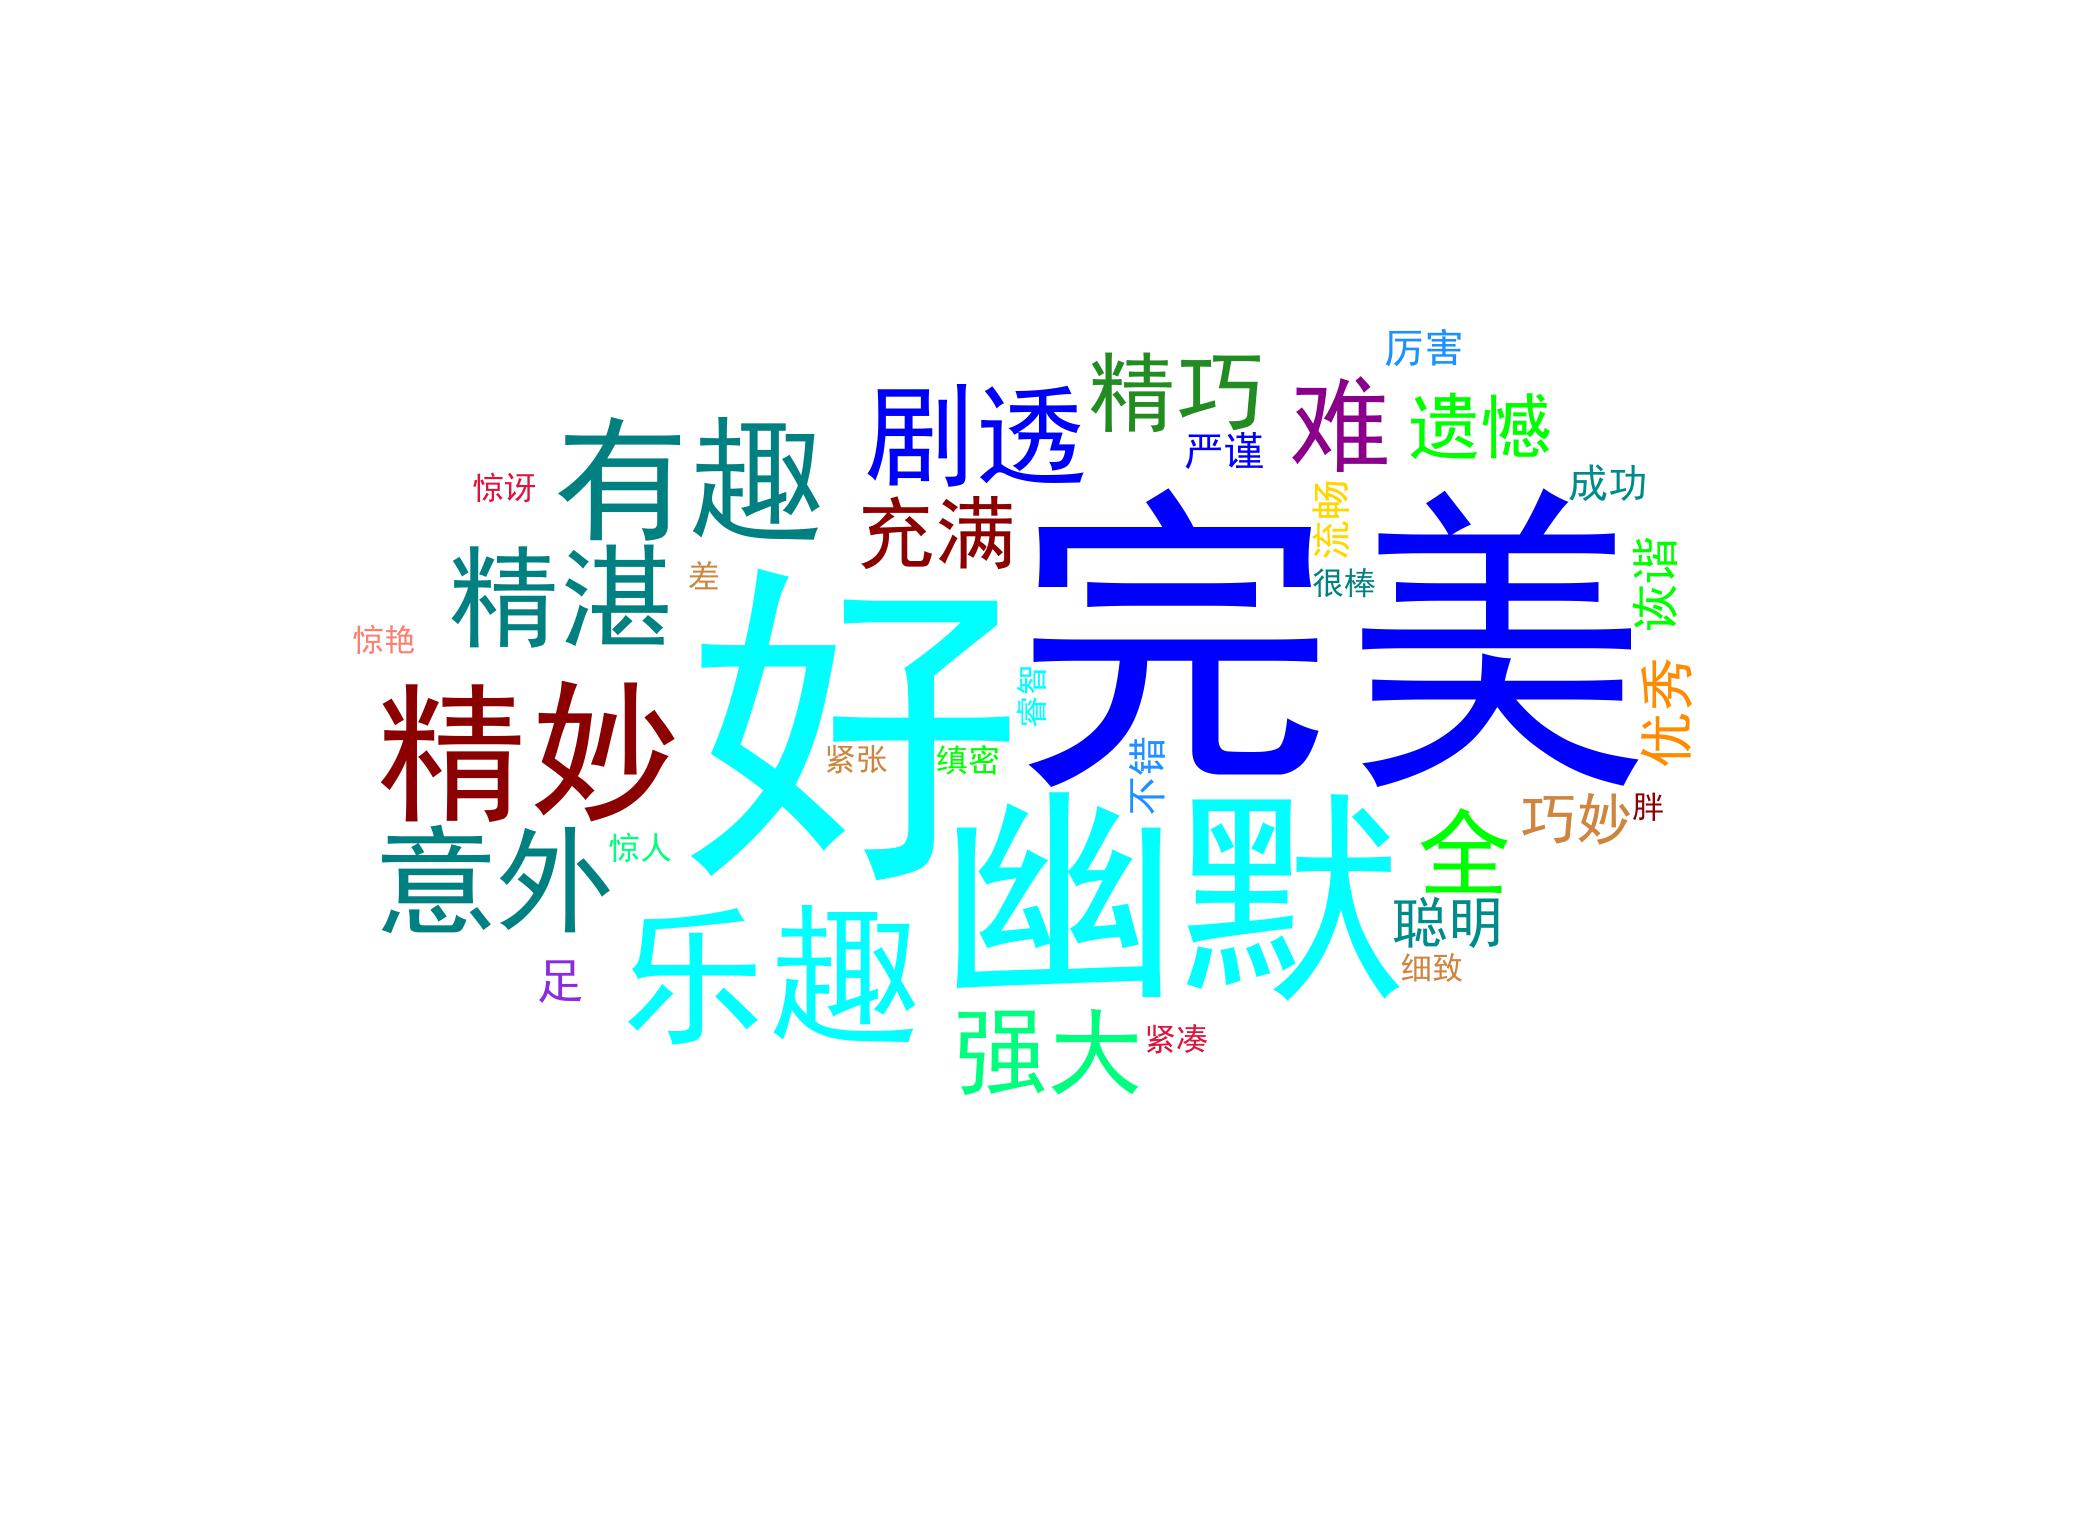 厉害
精巧
难
遗憾
剧透
严谨
有趣
惊讶
成功
充满
流畅
完美
很棒
诙谐
精湛
差
好
惊艳
睿智
优秀
精妙
紧张
缜密
不错
巧妙
胖
幽默
全
意外
惊人
聪明
细致
乐趣
足
强大
紧凑